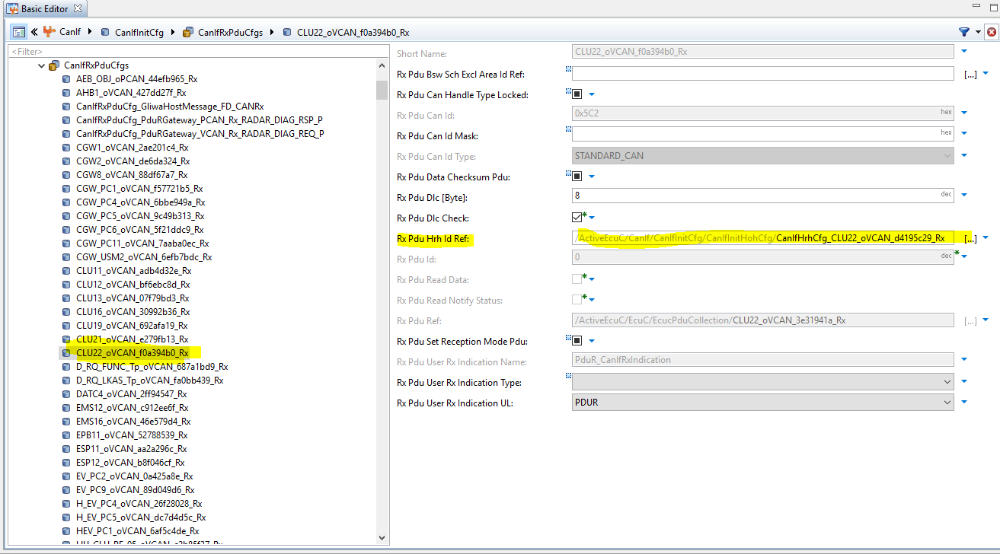 Basic Editor
CanIf CanIfInitCfg CanIfRxPduCfgs CLU22_oVCAN_f0a394b0_Rx
<Filter>
CanIfRxPduCfgs
AEB_OBJ_oPCAN_44efb965_Rx
AHB1_oVCAN_427dd27f_Rx
CanIfRxPduCfg_GliwaHostMessage_FD_CANRx
CanIfRxPduCfg_PduRGateway_PCAN_Rx_RADAR_DIAG_RSP_P
CanIfRxPduCfg_PduRGateway_VCAN_Rx_RADAR_DIAG_REQ_P
CGW1_oVCAN_2ae201c4_Rx
CGW2_oVCAN_de6da324_Rx
CGW8_oVCAN_88df67a7_Rx
CGW_PC1_oVCAN_f57721b5_Rx
CGW_PC4_oVCAN_6bbe949a_Rx
CGW_PC5_oVCAN_9c49b313_Rx
CGW_PC6_oVCAN_5f21ddc9_Rx
CGW_PC11_oVCAN_7aaba0ec_Rx
CGW_USM2_oVCAN_6efb7bdc_Rx
CLU11_oVCAN_adb4d32e_Rx
CLU12_oVCAN_bf6ebc8d_Rx
CLU13_oVCAN_07f79bd3_Rx
CLU16_oVCAN_30992b36_Rx
CLU19_oVCAN_692afa19_Rx
CLU21_oVCAN_e279fb13_Rx
CLU22_oVCAN_f0a394b0_Rx
D_RQ_FUNC_Tp_oVCAN_687a1bd9_Rx
D_RQ_LKAS_Tp_oVCAN_fa0bb439_Rx
DATC4_oVCAN_2ff94547_Rx
EMS12_oVCAN_c912ee6f_Rx
EMS16_oVCAN_46e579d4_Rx
EPB11_oVCAN_52788539_Rx
ESP11_oVCAN_aa2a296c_Rx
ESP12_oVCAN_b8f046cf_Rx
EV_PC2_oVCAN_0a425a8e_Rx
EV_PC9_oVCAN_89d049d6_Rx
H_EV_PC4_oVCAN_26f28028_Rx
H_EV_PC5_oVCAN_dc7d4d5c_Rx
HEV_PC1_oVCAN_6af5c4de_Rx
Short Name: CLU22_oVCAN_f0a394b0_Rx
Rx Pdu Bsw Sch Excl Area Id Ref: [...]
Rx Pdu Can Handle Type Locked:
Rx Pdu Can Id: 0x5C2 hex
Rx Pdu Can Id Mask: hex
Rx Pdu Can Id Type: STANDARD_CAN
Rx Pdu Data Checksum Pdu:
Rx Pdu Dlc [Byte]: 8 dec
Rx Pdu Dlc Check:
Rx Pdu Hrh Id Ref: /ActiveEcuC/CanIf/CanIfInitCfg/CanIfInitHohCfg/CanIfHrhCfg_CLU22_oVCAN_d4195c29_Rx [...]
Rx Pdu Id: 0 dec
Rx Pdu Read Data:
Rx Pdu Read Notify Status:
Rx Pdu Ref: /ActiveEcuC/EcuC/EcucPduCollection/CLU22_oVCAN_3e31941a_Rx [...]
Rx Pdu Set Reception Mode Pdu:
Rx Pdu User Rx Indication Name: PduR_CanIfRxIndication
Rx Pdu User Rx Indication Type:
Rx Pdu User Rx Indication UL: PDUR